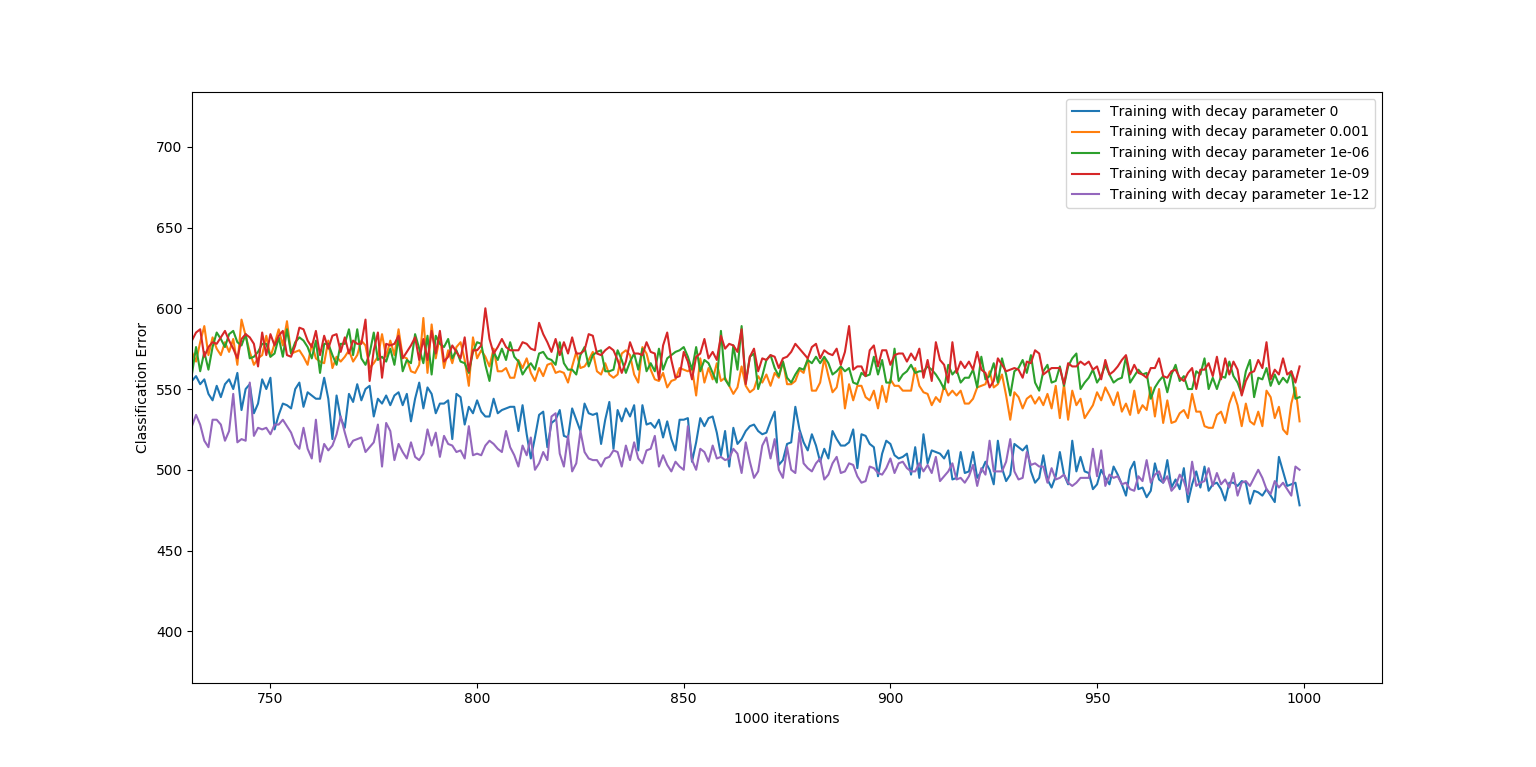 Training with decay parameter 0
Training with decay parameter 0.001
Training with decay parameter 1e-06
Training with decay parameter 1e-09
Training with decay parameter 1e-12
700
650
600
550
500
450
400
Classification Error
750 800 850 900 950 1000
1000 iterations